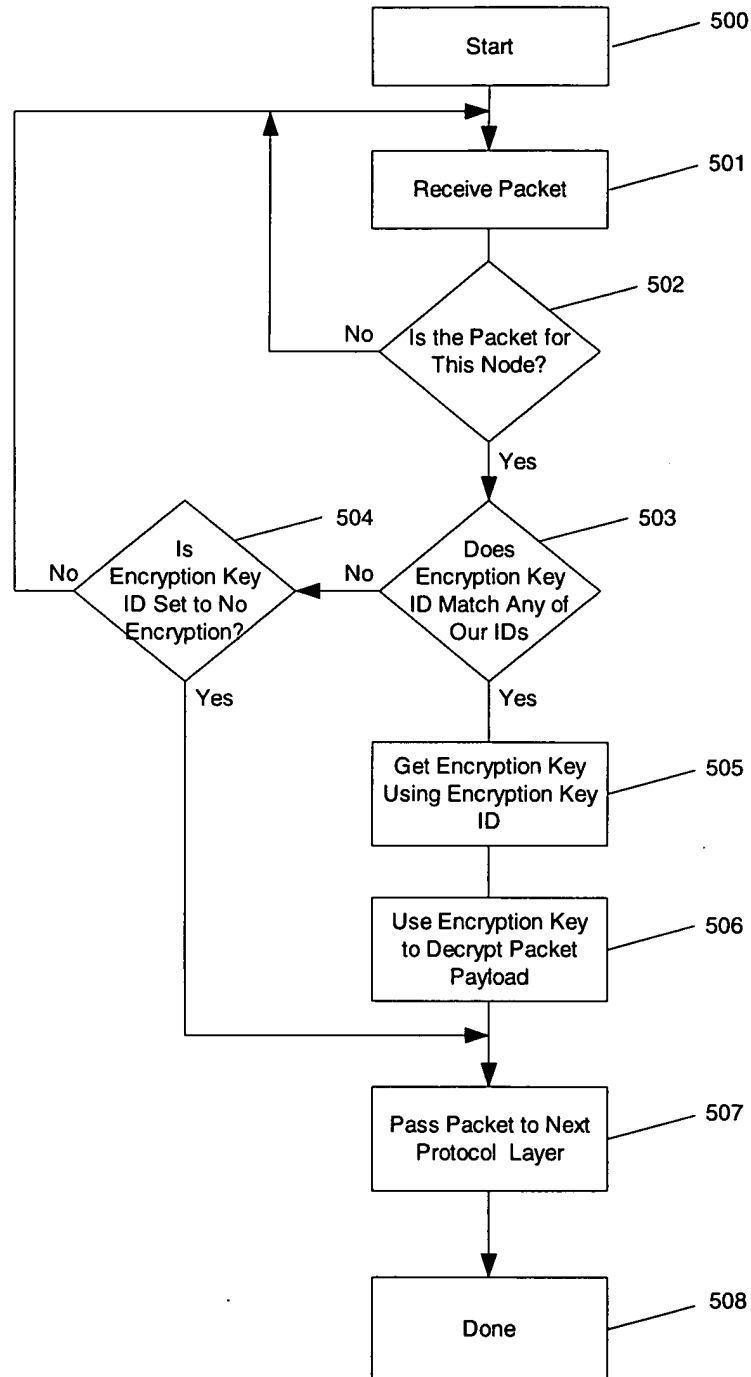 Start
500
Receive Packet
501
502
No
Is the Packet for
This Node?
Yes
504
503
Is
Encryption Key
ID Set to No
Encryption?
No
No
Does
Encryption Key
ID Match Any of
Our IDs
Yes
Yes
Get Encryption Key
Using Encryption Key
ID
505
Use Encryption Key
to Decrypt Packet
Payload
506
Pass Packet to Next
Protocol Layer
507
Done
508